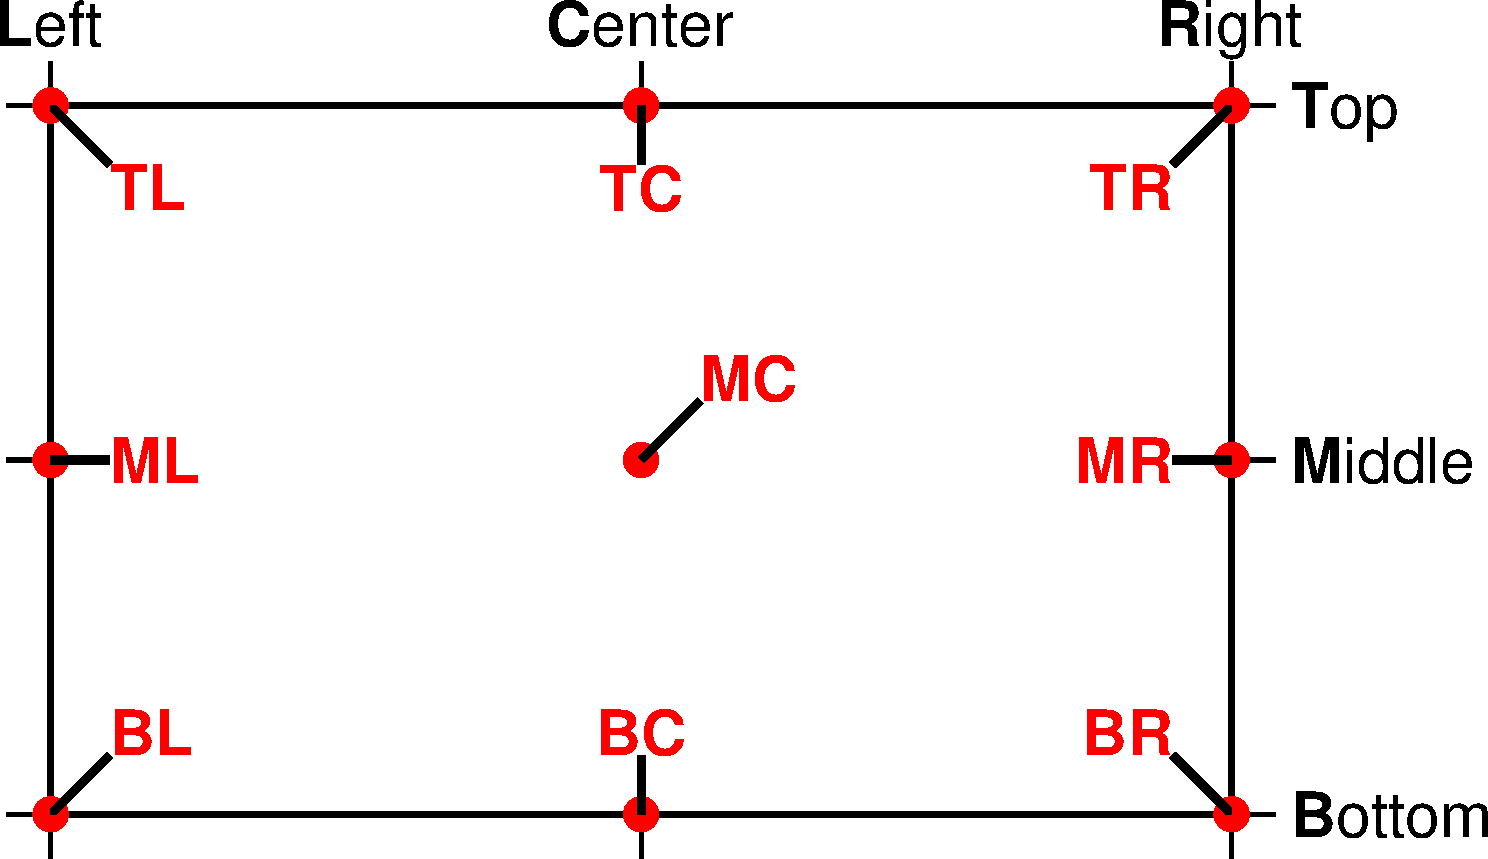 Left Center Right
Top
TL TC TR
MC
ML MR Middle
BL BC BR
Bottom